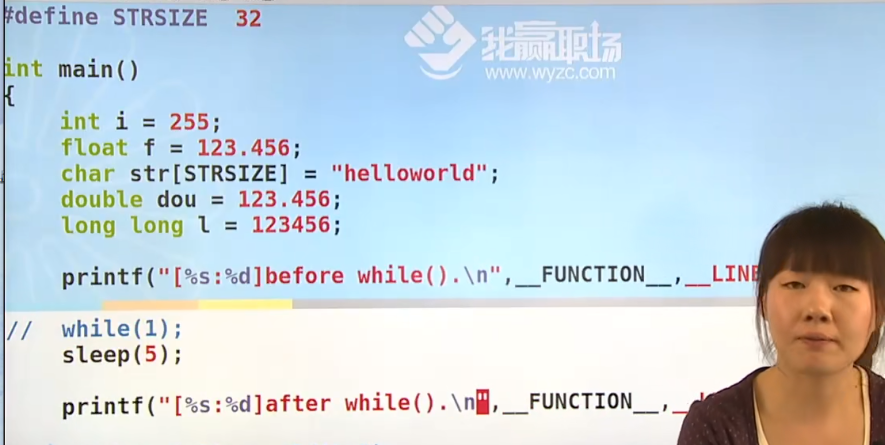 #define STRSIZE  32
我赢职场
www.wyzc.com
int main()
{
    int i = 255;
    float f = 123.456;
    char str[STRSIZE] = "helloworld";
    double dou = 123.456;
    long long l = 123456;
    printf("[%s:%d]before while().\n",__FUNCTION__,__LINE
//  while(1);
    sleep(5);
    printf("[%s:%d]after while().\n",__FUNCTION__,_